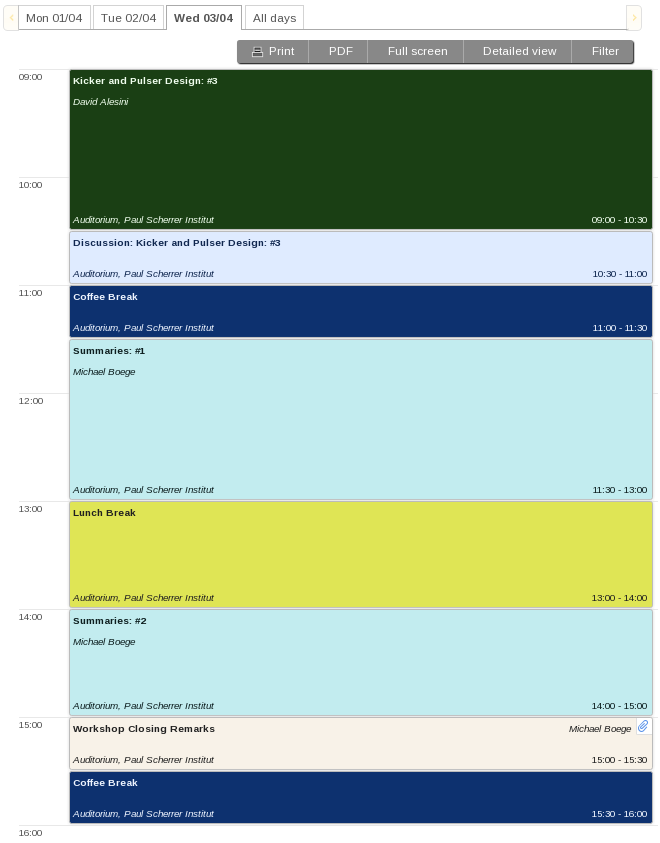 Mon 01/04 Tue 02/04 Wed 03/04 All days
Print PDF Full screen Detailed view Filter
09:00
Kicker and Pulser Design: #3
David Alesini
10:00
Auditorium, Paul Scherrer Institut 09:00 - 10:30
Discussion: Kicker and Pulser Design: #3
Auditorium, Paul Scherrer Institut 10:30 - 11:00
11:00
Coffee Break
Auditorium, Paul Scherrer Institut 11:00 - 11:30
Summaries: #1
Michael Boege
12:00
Auditorium, Paul Scherrer Institut 11:30 - 13:00
13:00
Lunch Break
Auditorium, Paul Scherrer Institut 13:00 - 14:00
14:00
Summaries: #2
Michael Boege
Auditorium, Paul Scherrer Institut 14:00 - 15:00
15:00
Workshop Closing Remarks Michael Boege
Auditorium, Paul Scherrer Institut 15:00 - 15:30
Coffee Break
Auditorium, Paul Scherrer Institut 15:30 - 16:00
16:00